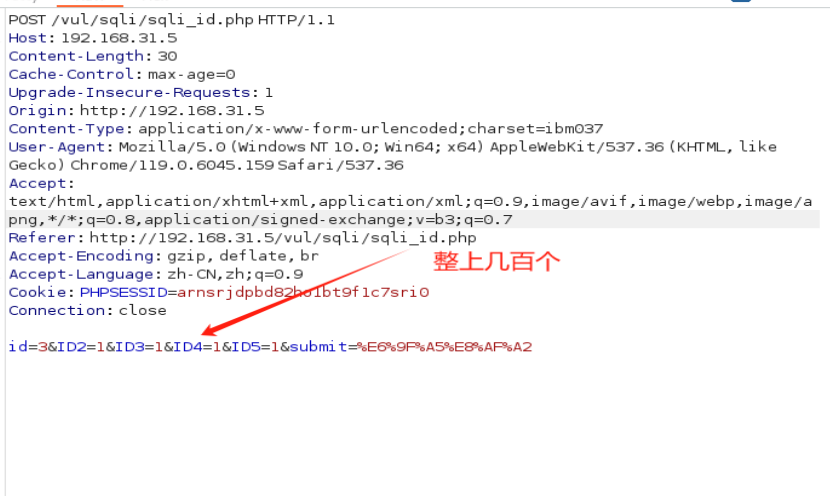 POST /vul/sqli/sqli_id.php HTTP/1.1
Host: 192.168.31.5
Content-Length: 30
Cache-Control: max-age=0
Upgrade-Insecure-Requests: 1
Origin: http://192.168.31.5
Content-Type: application/x-www-form-urlencoded;charset=ibm037
User-Agent: Mozilla/5.0 (Windows NT 10.0; Win64; x64) AppleWebKit/537.36 (KHTML, like
Gecko) Chrome/119.0.6045.159 Safari/537.36
Accept:
text/html,application/xhtml+xml,application/xml;q=0.9,image/avif,image/webp,image/a
png,*/*;q=0.8,application/signed-exchange;v=b3;q=0.7
Referer: http://192.168.31.5/vul/sqli/sqli_id.php
Accept-Encoding: gzip, deflate, br
整上几百个
Accept-Language: zh-CN,zh;q=0.9
Cookie: PHPSESSID=arnsrjdpbd82ho1bt9f1c7sri0
Connection: close
id=3&ID2=1&ID3=1&ID4=1&ID5=1&submit=%E6%9F%A5%E8%AF%A2